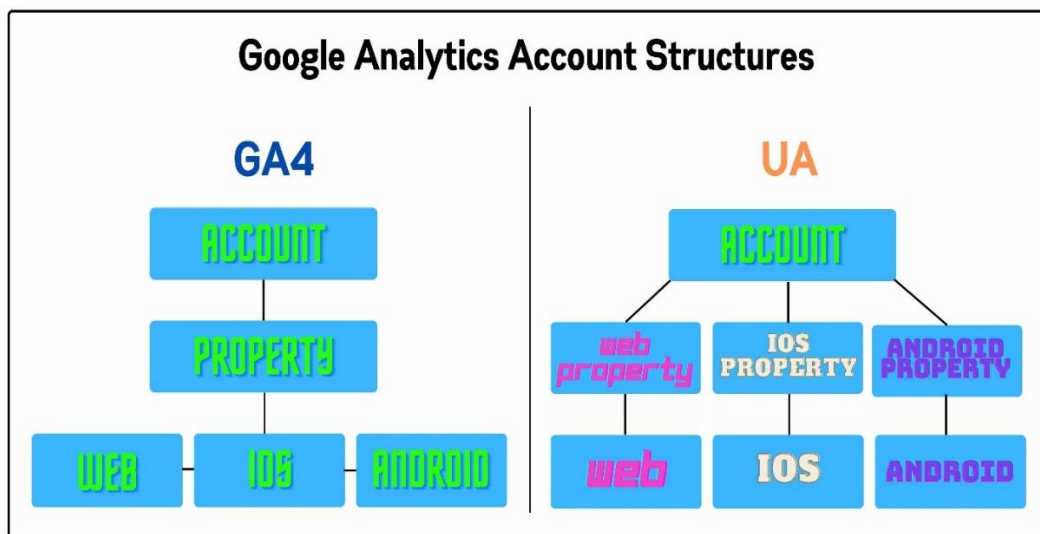 Google Analytics Account Structures
GA4
ACCOUNT
PROPERTY
WEB
IOS
ANDROID
UA
ACCOUNT
web
property
IOS
PROPERTY
ANDROID
PROPERTY
web
IOS
ANDROID